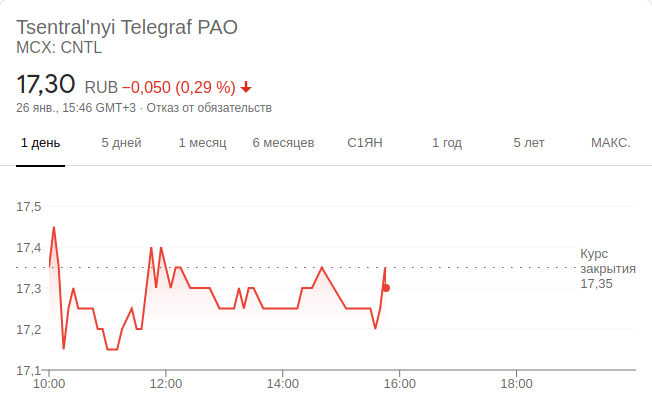 Tsentral'nyi Telegraf PAO
MCX: CNTL
17,30 RUB −0,050 (0,29 %)
26 янв., 15:46 GMT+3 · Отказ от обязательств
1 день 5 дней 1 месяц 6 месяцев С1ЯН 1 год 5 лет МАКС.
17,5
17,4
Курс
закрытия
17,35
17,3
17,2
17,1
10:00 12:00 14:00 16:00 18:00